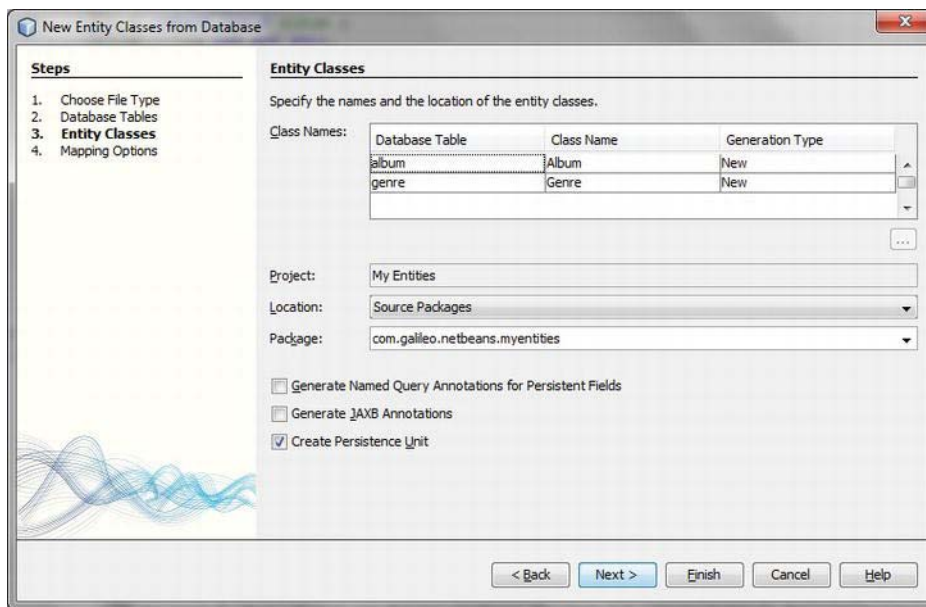 New Entity Classes from Database
Steps
1. Choose File Type
2. Database Tables
3. Entity Classes
4. Mapping Options
Entity Classes
Specify the names and the location of the entity classes.
Class Names:
Database Table Class Name Generation Type
album Album New
genre Genre New
...
Project: My Entities
Location: Source Packages
Package: com.galileo.netbeans.myentities
Generate Named Query Annotations for Persistent Fields
Generate JAXB Annotations
Create Persistence Unit
< Back Next > Finish Cancel Help